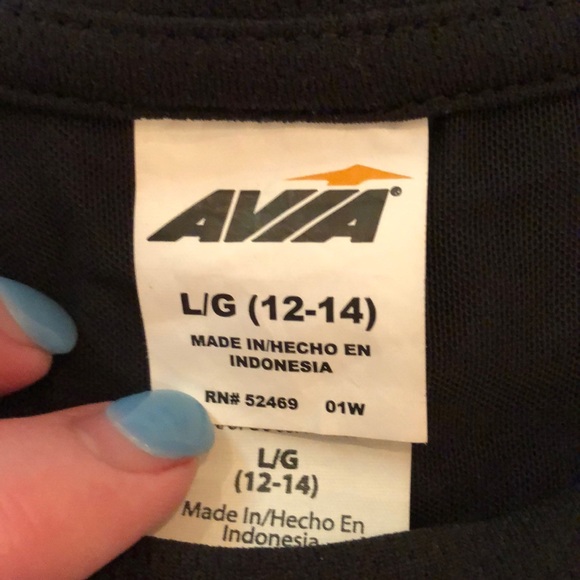 AVIA®
L/G (12-14)
MADE IN/HECHO EN
INDONESIA
RN# 52469 01W
L/G
(12-14)
Made In/Hecho En
Indonesia